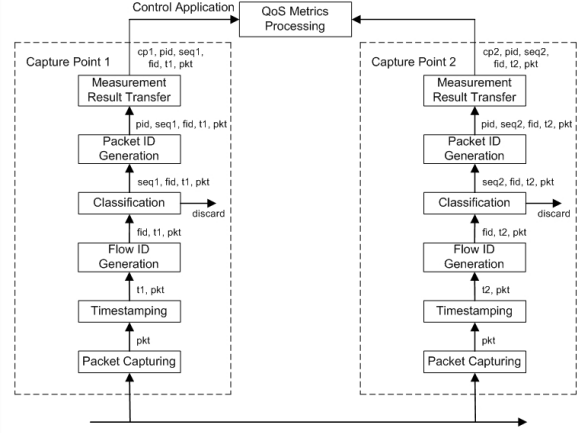 Control Application
QoS Metrics
Processing
Capture Point 1
cp1, pid, seq1,
fid, t1, pkt
Measurement
Result Transfer
pid, seq1, fid, t1, pkt
Packet ID
Generation
seq1, fid, t1, pkt
Classification
discard
fid, t1, pkt
Flow ID
Generation
t1, pkt
Timestamping
pkt
Packet Capturing
Capture Point 2
cp2, pid, seq2,
fid, t2, pkt
Measurement
Result Transfer
pid, seq2, fid, t2, pkt
Packet ID
Generation
seq2, fid, t2, pkt
Classification
discard
fid, t2, pkt
Flow ID
Generation
t2, pkt
Timestamping
pkt
Packet Capturing